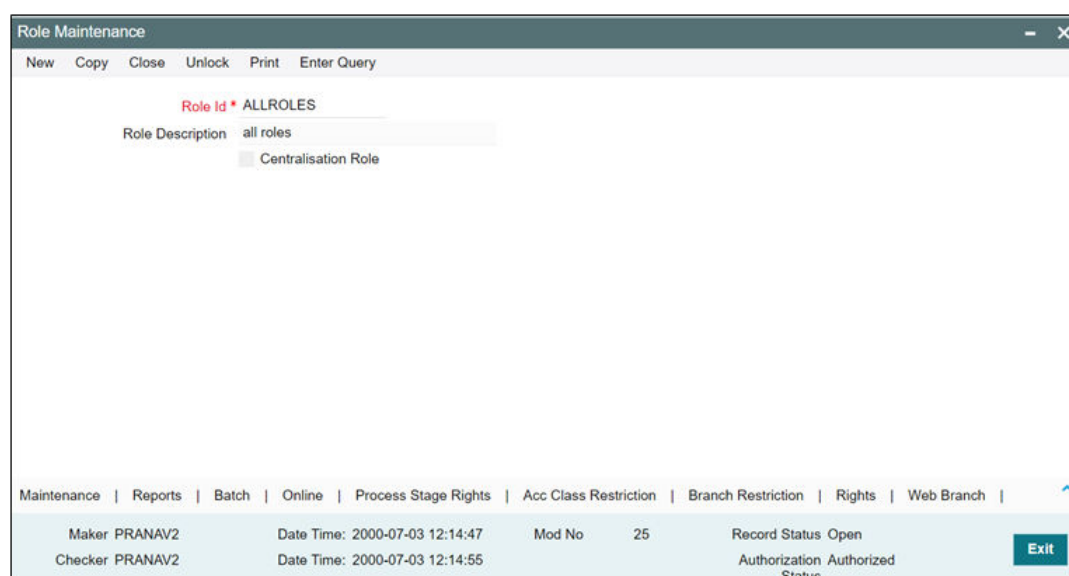 Role Maintenance
New Copy Close Unlock Print Enter Query
Role Id * ALLROLES
Role Description all roles
Centralisation Role
Maintenance | Reports | Batch | Online | Process Stage Rights | Acc Class Restriction | Branch Restriction | Rights | Web Branch |
Maker PRANAV2 Date Time: 2000-07-03 12:14:47 Mod No 25 Record Status Open
Checker PRANAV2 Date Time: 2000-07-03 12:14:55 Authorization Authorized
Status
Exit